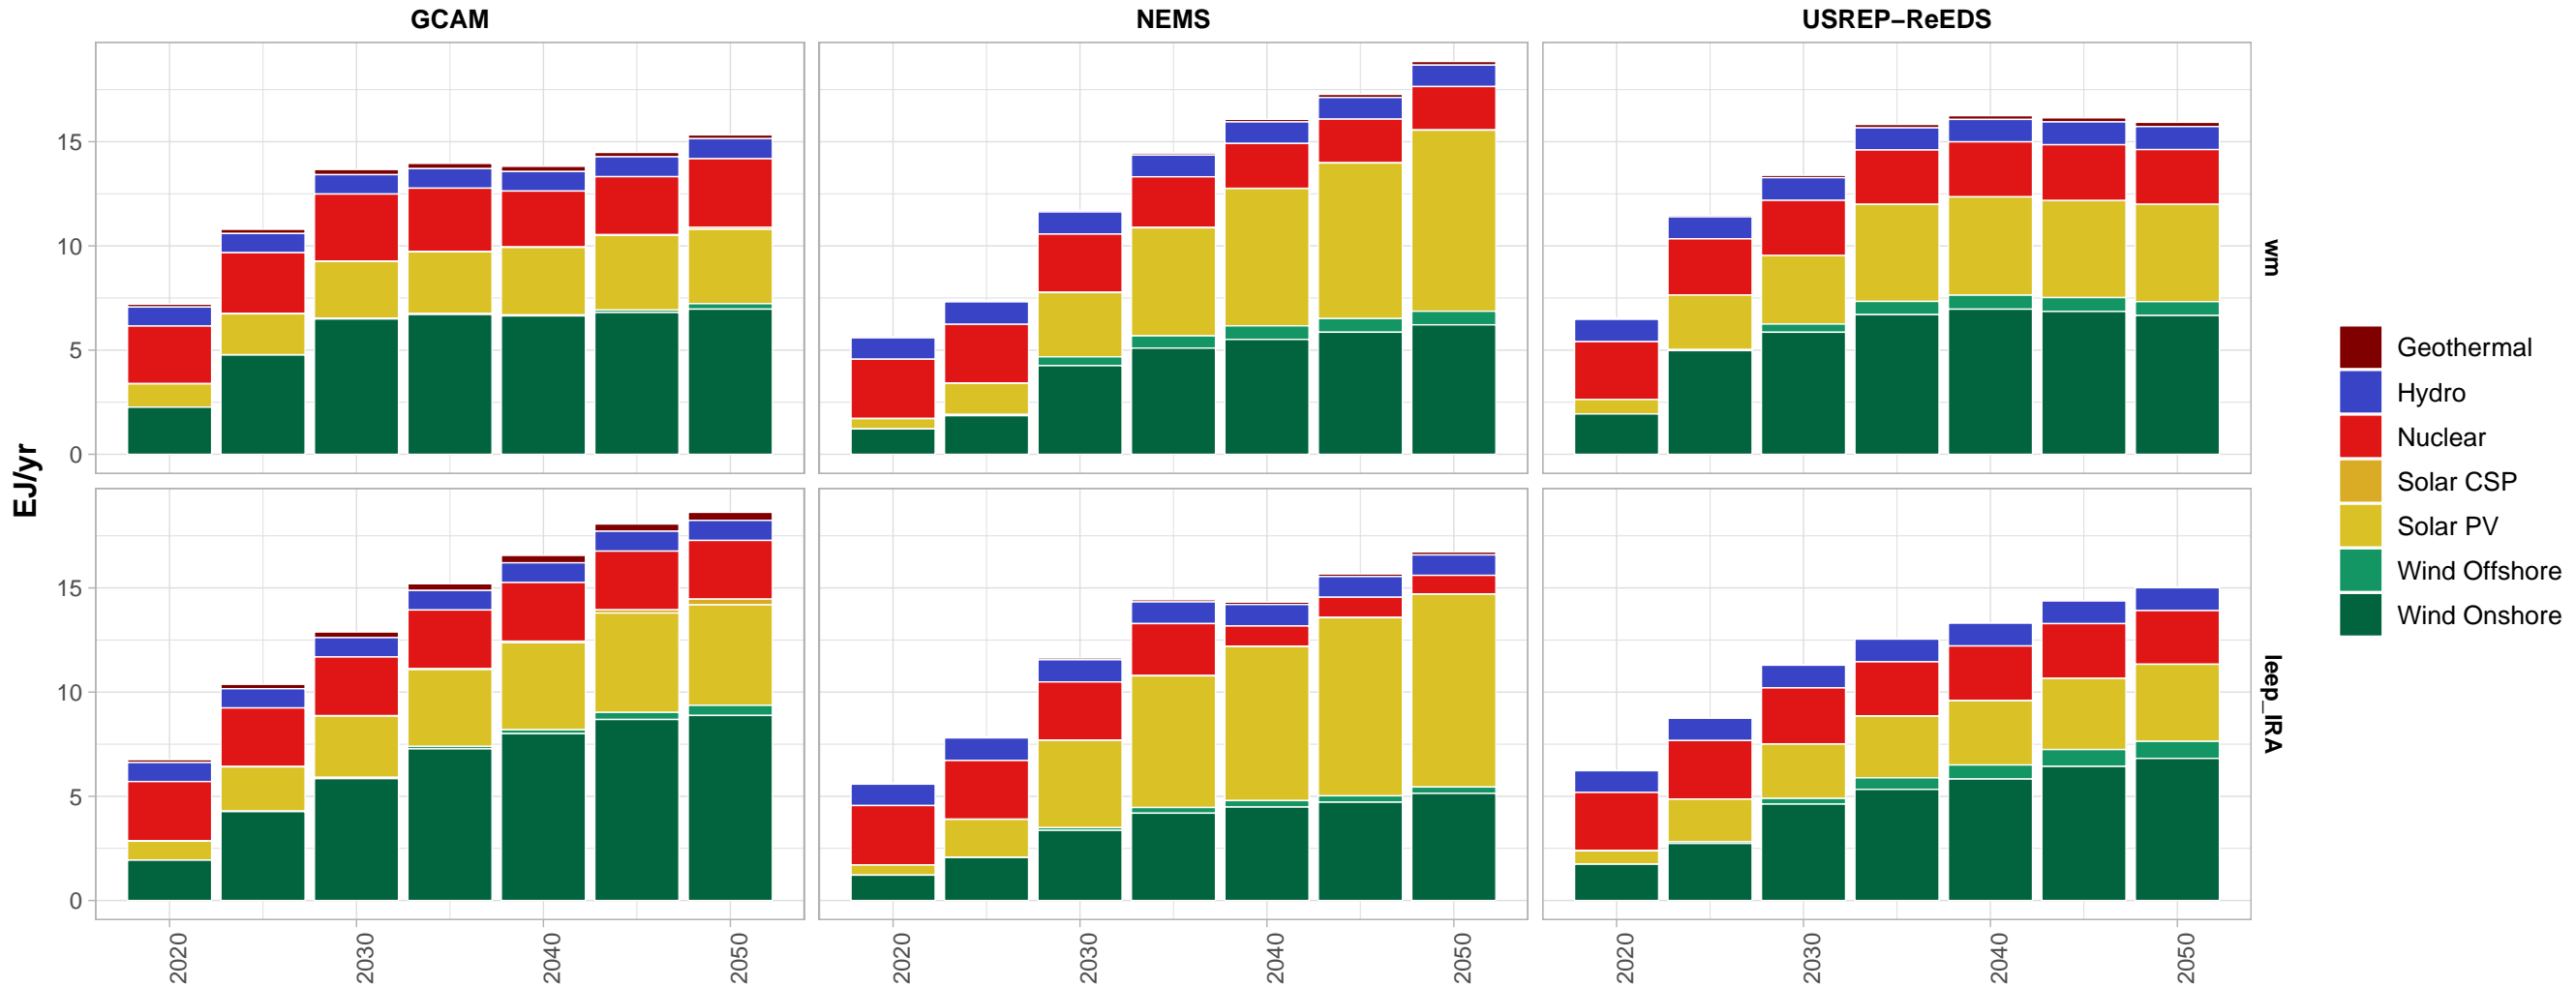 GCAM
NEMS
USREP−ReEDS
EJ/yr
15
10
5
0
wm
15
10
5
0
leep_IRA
2020
2030
2040
2050
2020
2030
2040
2050
2020
2030
2040
2050
Geothermal
Hydro
Nuclear
Solar CSP
Solar PV
Wind Offshore
Wind Onshore